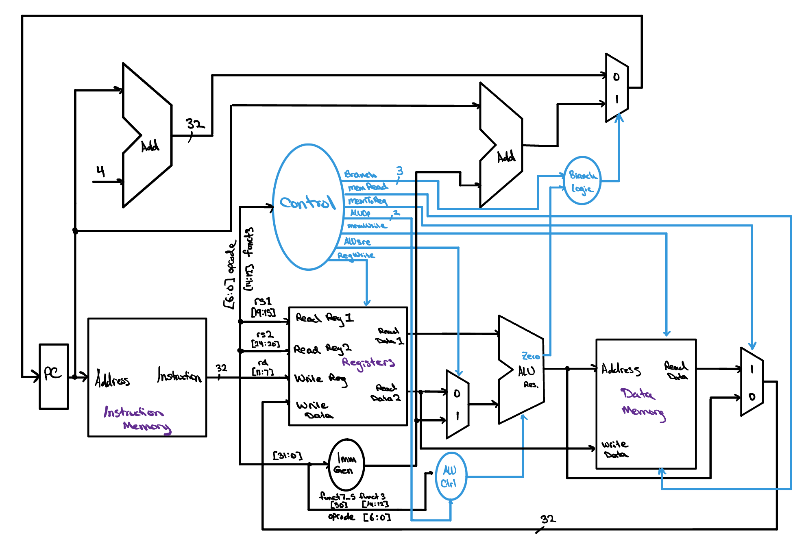 32
4
Add
Add
0
1
Control
Branch
3
memRead
memToReg
ALUOp
2
memWrite
ALUsrc
RegWrite
Branch
Logic
[6:0] opcode
[14:12] funct3
PC
Address
Instruction
Instruction
Memory
32
rs1
[19:15]
rs2
[24:20]
rd
[11:7]
Read Reg 1
Read Reg 2
Write Reg
Write
Data
Registers
Read
Data 1
Read
Data 2
0
1
Zero
ALU
Res.
Address
Read
Data
Data
Memory
Write
Data
1
0
[31:0]
Imm
Gen
ALU
Ctrl
funct7_5 funct3
[30] [14:12]
opcode [6:0]
32